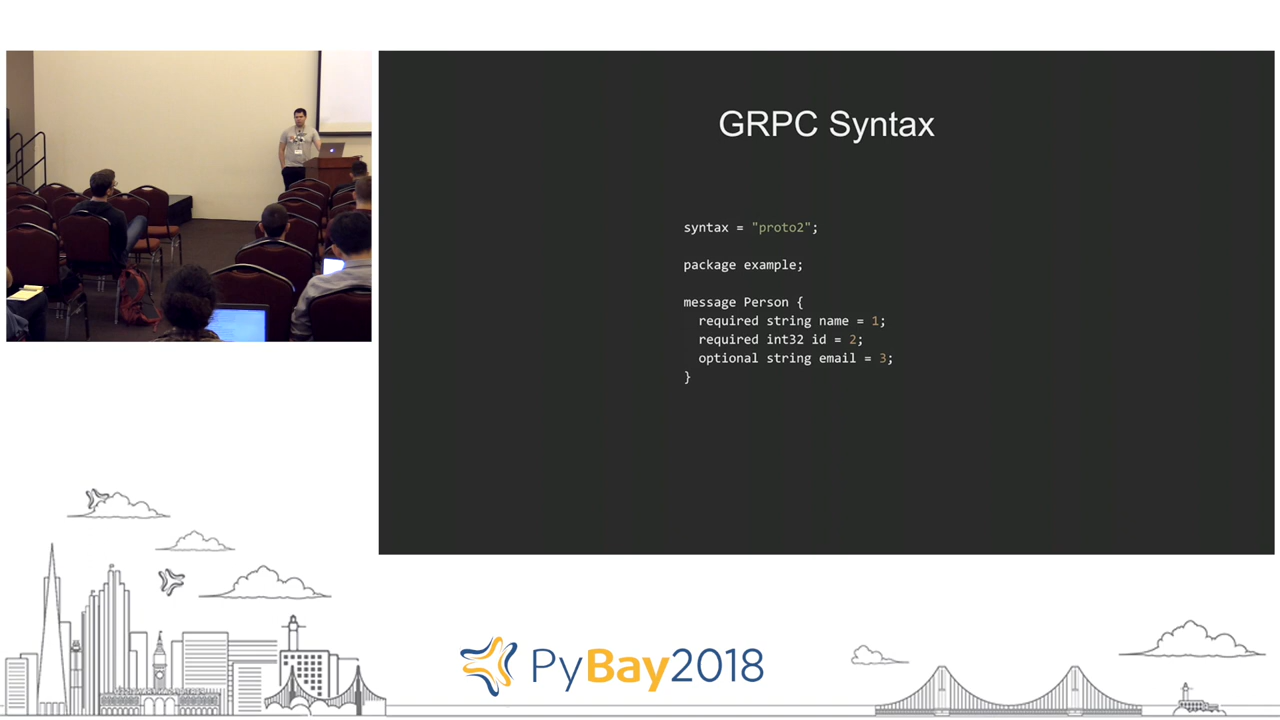 GRPC Syntax
syntax = "proto2";
package example;
message Person {
required string name = 1;
required int32 id = 2;
optional string email = 3;
}
PyBay2018